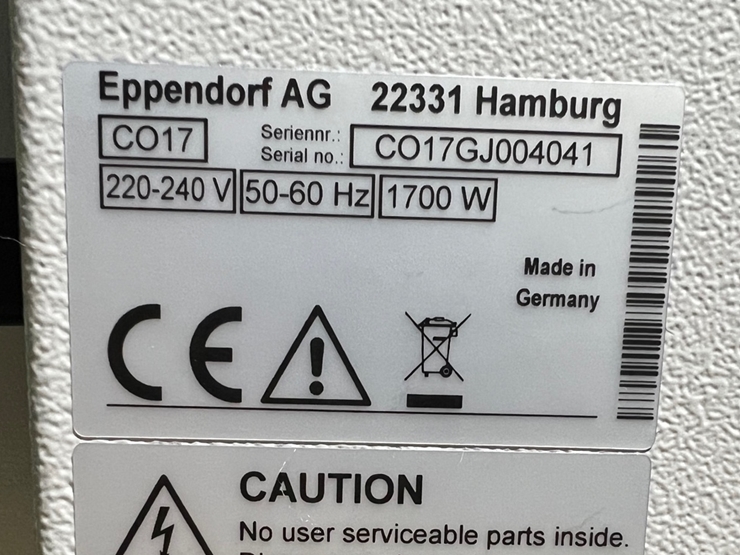 Eppendorf AG 22331 Hamburg
CO17 Seriennr.: CO17GJ004041
Serial no.:
220-240 V 50-60 Hz 1700 W
Made in
Germany
CE
CAUTION
No user serviceable parts inside.